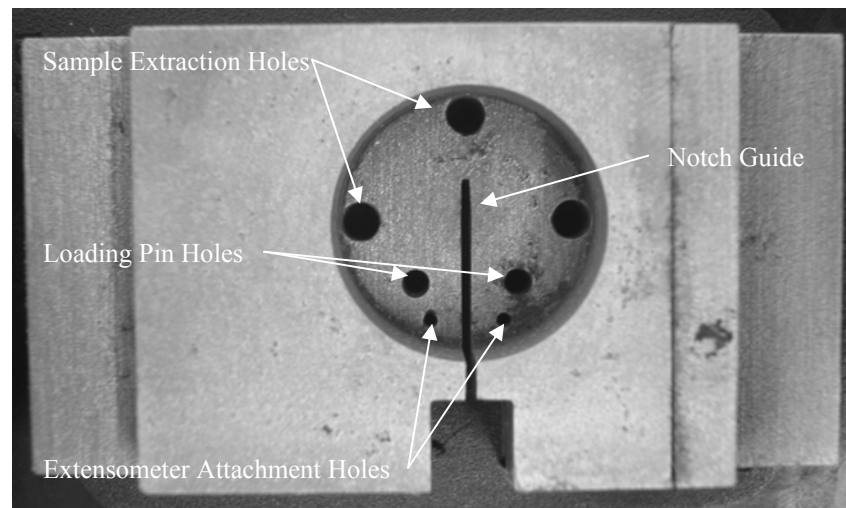 Sample Extraction Holes
Notch Guide
Loading Pin Holes
Extensometer Attachment Holes